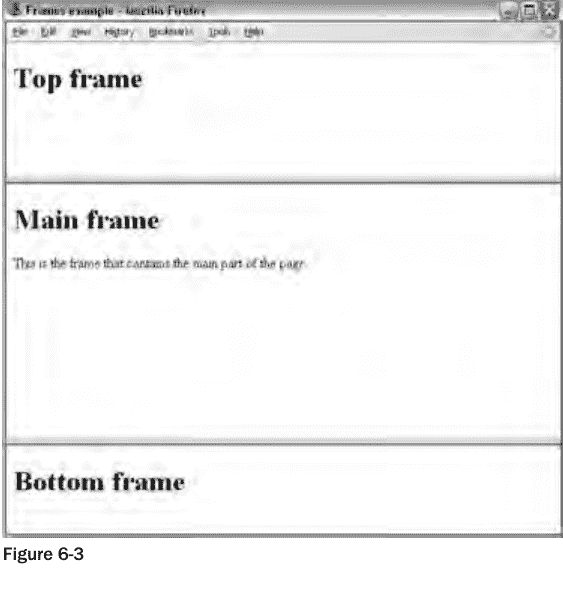 Frames example - Mozilla Firefox
File Edit View History Bookmarks Tools Help
Top frame
Main frame
This is the frame that contains the main part of the page.
Bottom frame
Figure 6-3